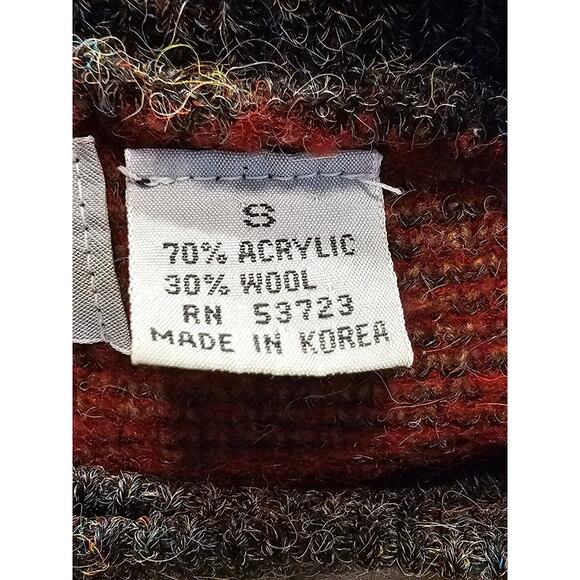 S
70% ACRYLIC
30% WOOL
RN 53723
MADE IN KOREA